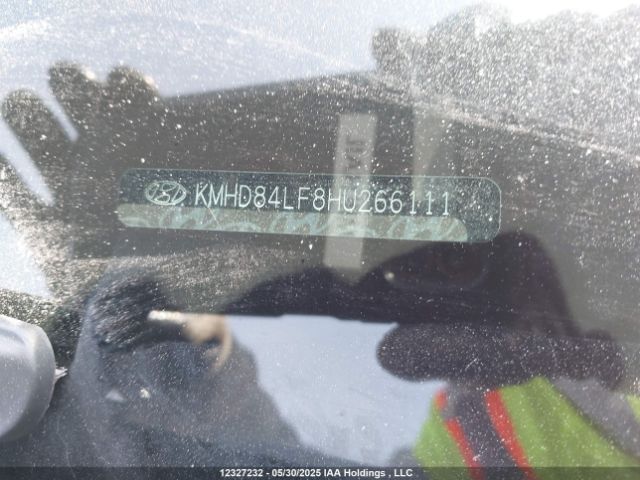 KMHD84LF8HU266111
12327232 - 05/30/2025 IAA Holdings , LLC